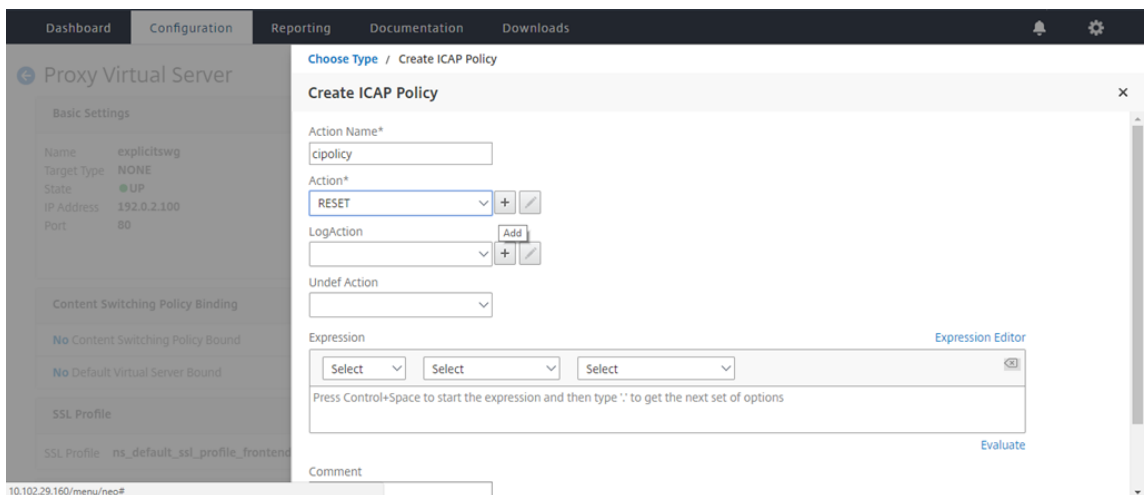 Dashboard Configuration Reporting Documentation Downloads
Choose Type / Create ICAP Policy
Proxy Virtual Server
Create ICAP Policy
Basic Settings
Name explicitswg
Target Type NONE
State UP
IP Address 192.0.2.100
Port 80
Content Switching Policy Binding
No Content Switching Policy Bound
No Default Virtual Server Bound
SSL Profile
SSL Profile ns_default_ssl_profile_frontend
Action Name*
cipolicy
Action*
RESET
+
Add
LogAction
+
Undef Action
Expression
Expression Editor
Select Select Select
Press Control+Space to start the expression and then type '.' to get the next set of options
Evaluate
Comment
10.102.29.160/menu/neo#